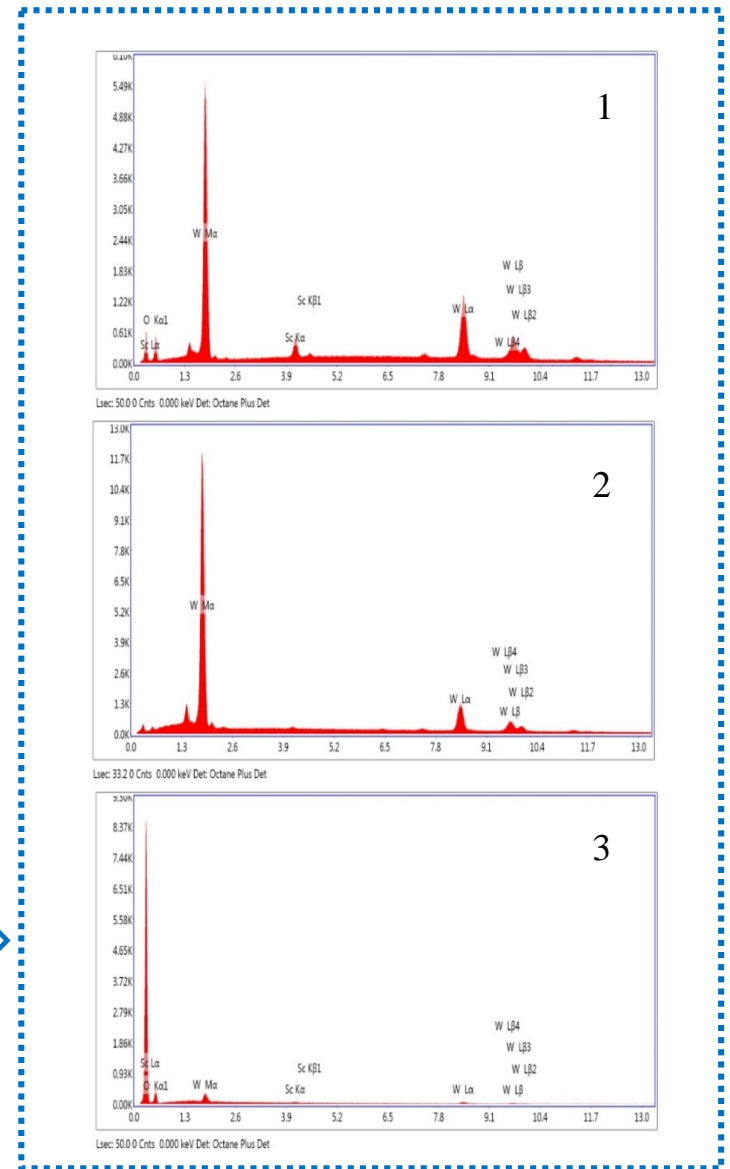 1
5.49K
4.88K
4.27K
3.66K
3.05K
2.44K
W Mα
1.83K
W Lβ
1.22K
Sc Kβ1
W Lβ3
W Lα
W Lβ2
0.61K
O Kα1
Sc Lα
Sc Kα
W Lβ4
0.00K
0.0 1.3 2.6 3.9 5.2 6.5 7.8 9.1 10.4 11.7 13.0
Lsec: 50.0 0 Cnts 0.000 keV Det: Octane Plus Det
13.0K
2
11.7K
10.4K
9.1K
7.8K
6.5K
5.2K
W Mα
3.9K
W Lβ4
2.6K
W Lβ3
W Lβ2
1.3K
W Lα
W Lβ
0.0K
0.0 1.3 2.6 3.9 5.2 6.5 7.8 9.1 10.4 11.7 13.0
Lsec: 33.2 0 Cnts 0.000 keV Det: Octane Plus Det
3
8.37K
7.44K
6.51K
5.58K
4.65K
3.72K
2.79K
W Lβ4
1.86K
W Lβ3
Sc Lα
Sc Kβ1
W Lβ2
0.93K
O Kα1
W Mα
Sc Kα
W Lα
W Lβ
0.00K
0.0 1.3 2.6 3.9 5.2 6.5 7.8 9.1 10.4 11.7 13.0
Lsec: 50.0 0 Cnts 0.000 keV Det: Octane Plus Det